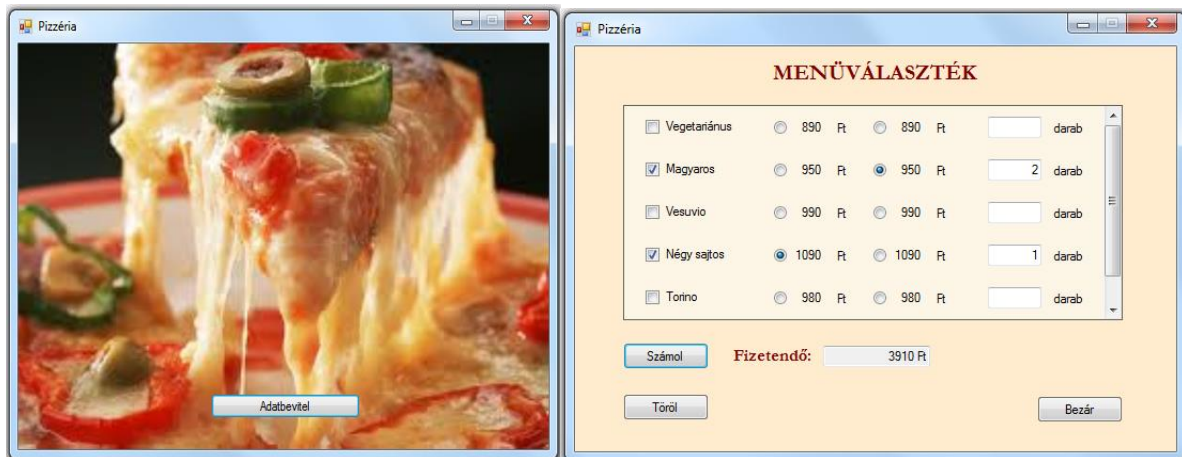 Pizzéria
Adatbevitel
Pizzéria
MENÜVÁLASZTÉK
Vegetariánus 890 Ft 890 Ft darab
Magyaros 950 Ft 950 Ft 2 darab
Vesuvio 990 Ft 990 Ft darab
Négy sajtos 1090 Ft 1090 Ft 1 darab
Torino 980 Ft 980 Ft darab
Számol Fizetendő: 3910 Ft
Töröl
Bezár